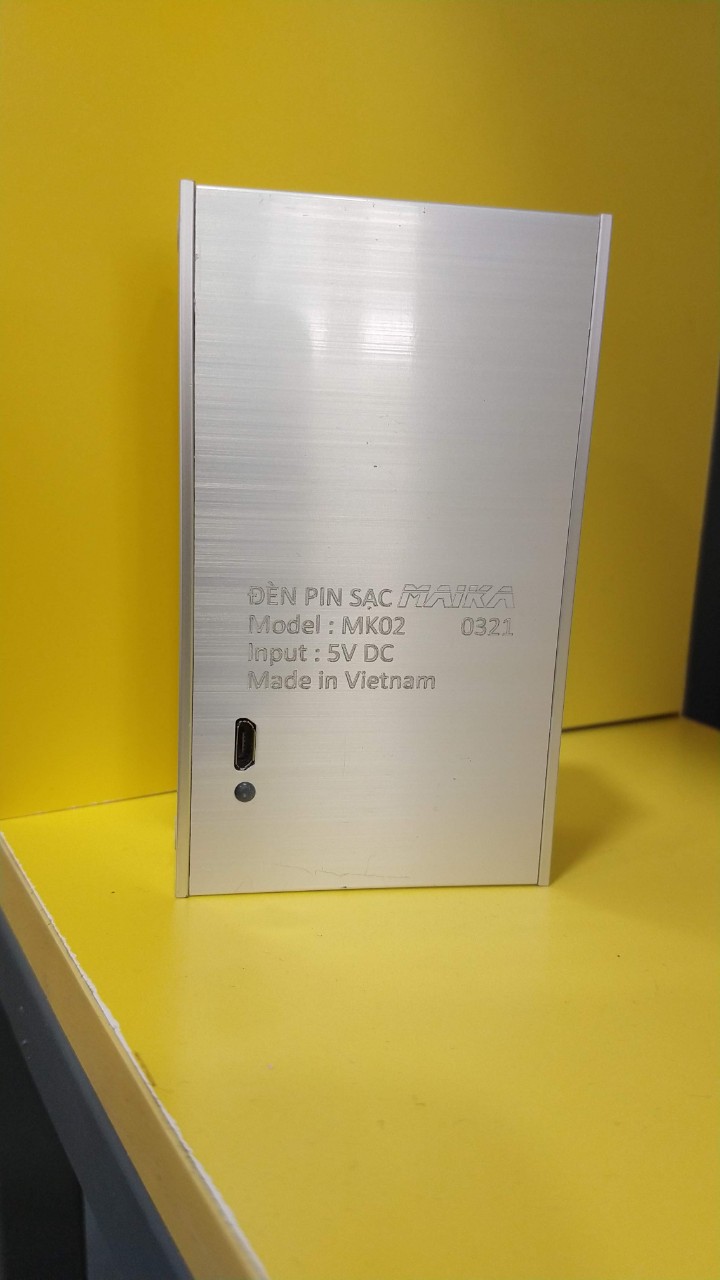 ĐÈN PIN SẠC MAIKA
Model : MK02 0321
Input : 5V DC
Made in Vietnam